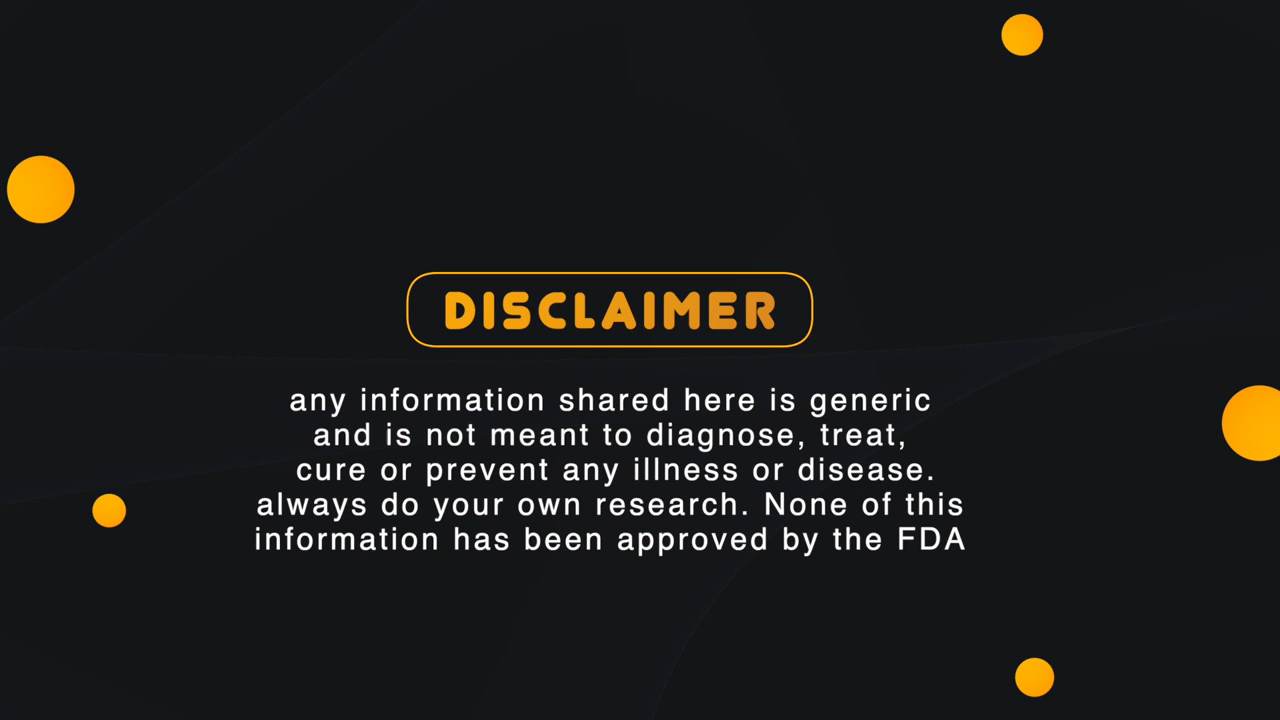 DISCLAIMER
any information shared here is generic
and is not meant to diagnose, treat,
cure or prevent any illness or disease.
always do your own research. None of this
information has been approved by the FDA